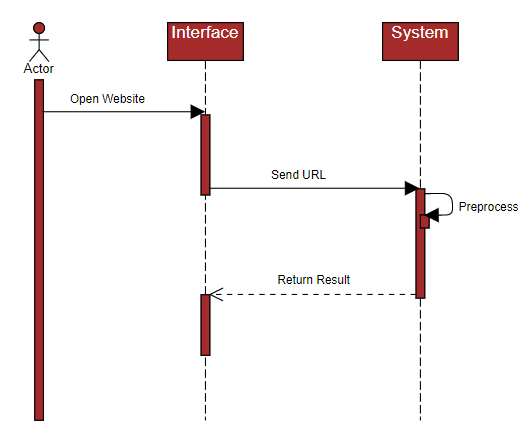 Interface
System
Actor
Open Website
Send URL
Preprocess
Return Result